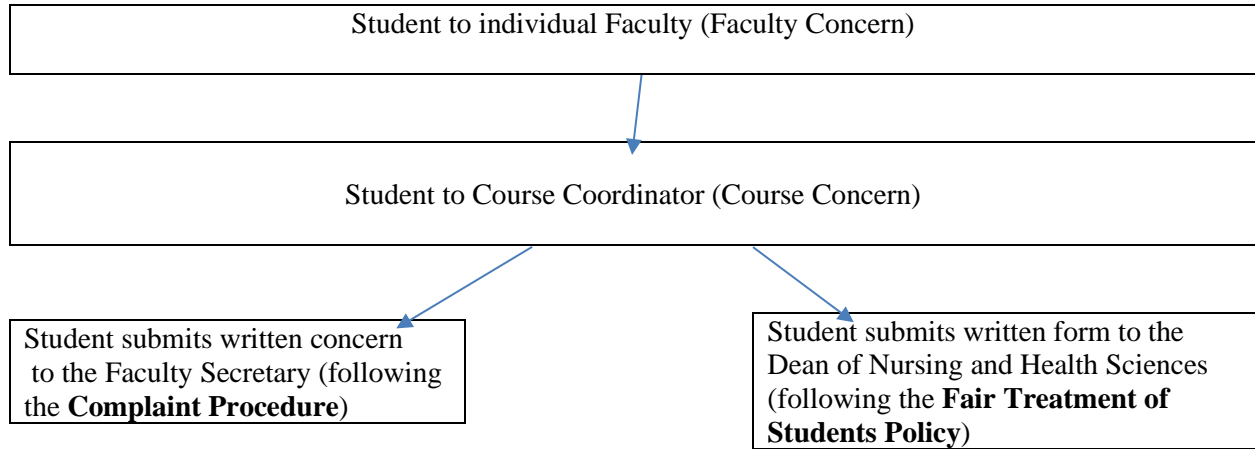 Student to individual Faculty (Faculty Concern)
Student to Course Coordinator (Course Concern)
Student submits written concern
to the Faculty Secretary (following
the Complaint Procedure)
Student submits written form to the
Dean of Nursing and Health Sciences
(following the Fair Treatment of
Students Policy)